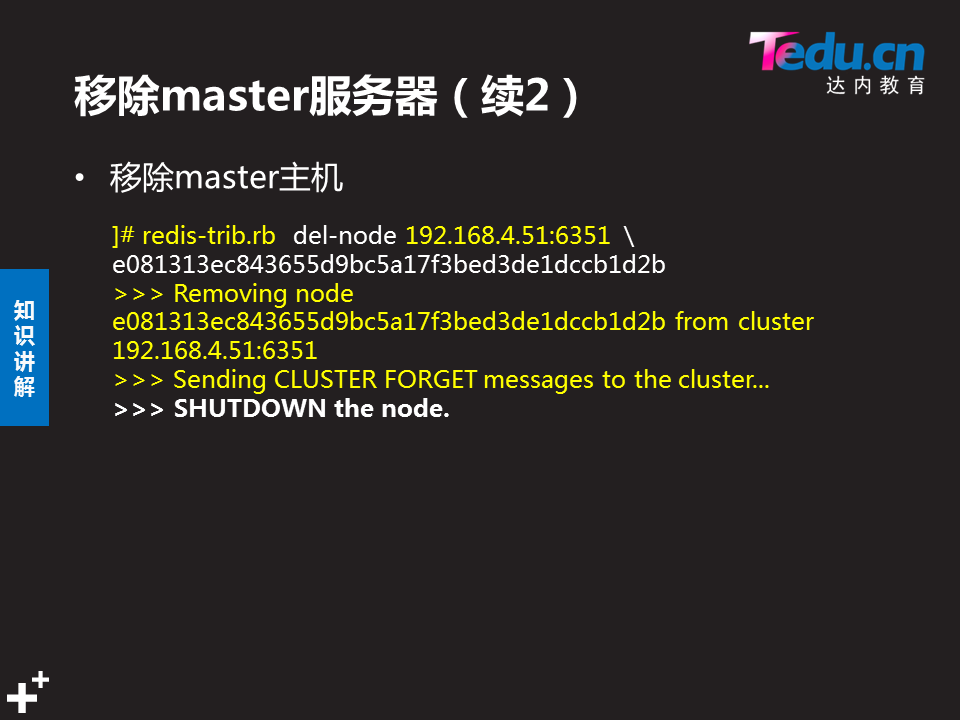 Tedu.cn
达内教育
移除master服务器（续2）
• 移除master主机
]# redis-trib.rb del-node 192.168.4.51:6351 \
e081313ec843655d9bc5a17f3bed3de1dccb1d2b
>>> Removing node
e081313ec843655d9bc5a17f3bed3de1dccb1d2b from cluster
192.168.4.51:6351
>>> Sending CLUSTER FORGET messages to the cluster...
>>> SHUTDOWN the node.
知识讲解